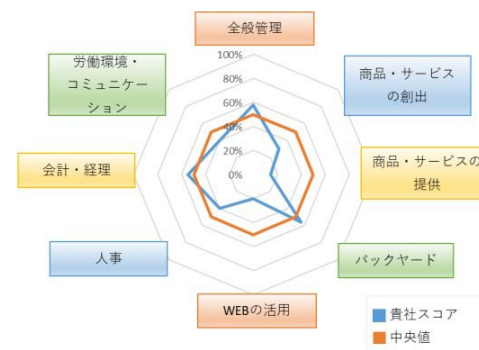 全般管理
100%
80%
60%
40%
20%
0%
商品・サービス
の創出
商品・サービスの
提供
バックヤード
WEBの活用
人事
会計・経理
労働環境・
コミュニケー
ション
貴社スコア
中央値